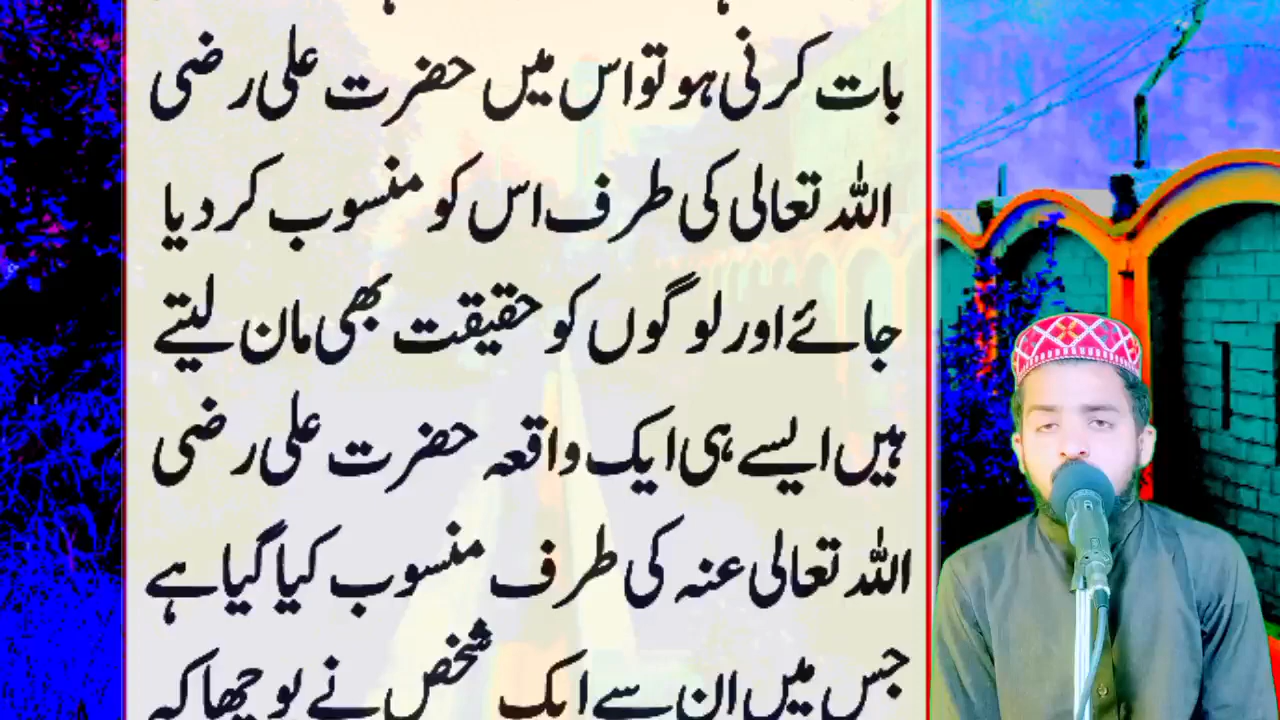 بات کرنی ہو تو اس میں حضرت علی رضی
اللہ تعالی کی طرف اس کو منسوب کر دیا
جائے اور لوگوں کو حقیقت بھی مان لیتے
ہیں ایسے ہی ایک واقعہ حضرت علی رضی
اللہ تعالی عنہ کی طرف منسوب کیا گیا ہے
جس میں ان سے ایک شخص نے پوچھا کہ